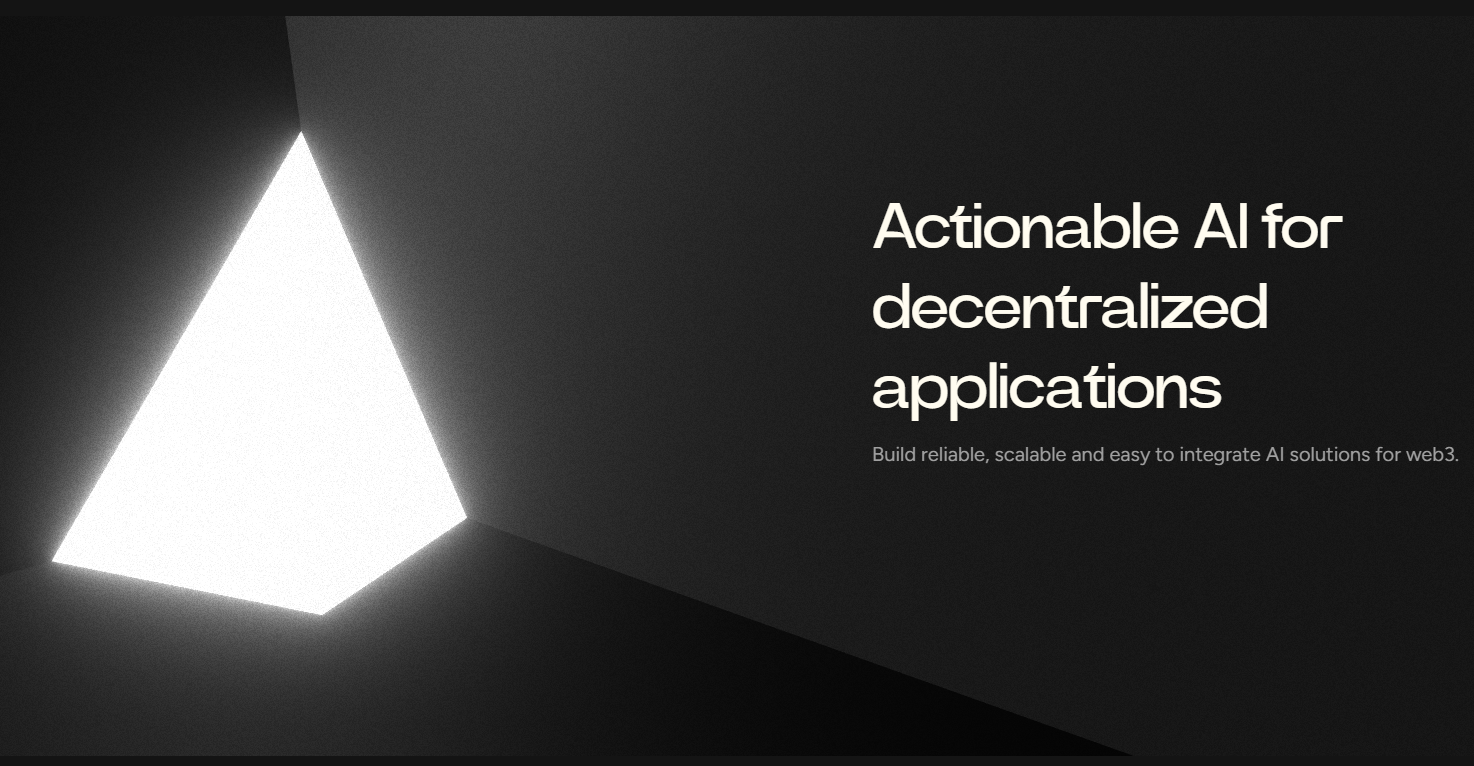 Actionable AI for
decentralized
applications
Build reliable, scalable and easy to integrate AI solutions for web3.